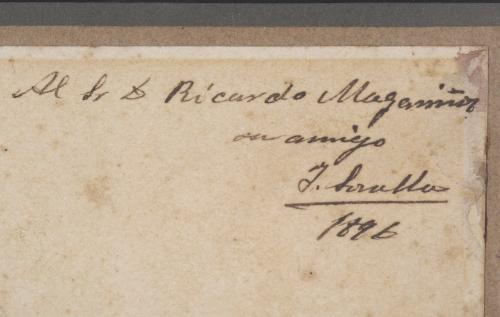 Al Sr D Ricardo Magariños
su amigo
J. Sorolla
1896